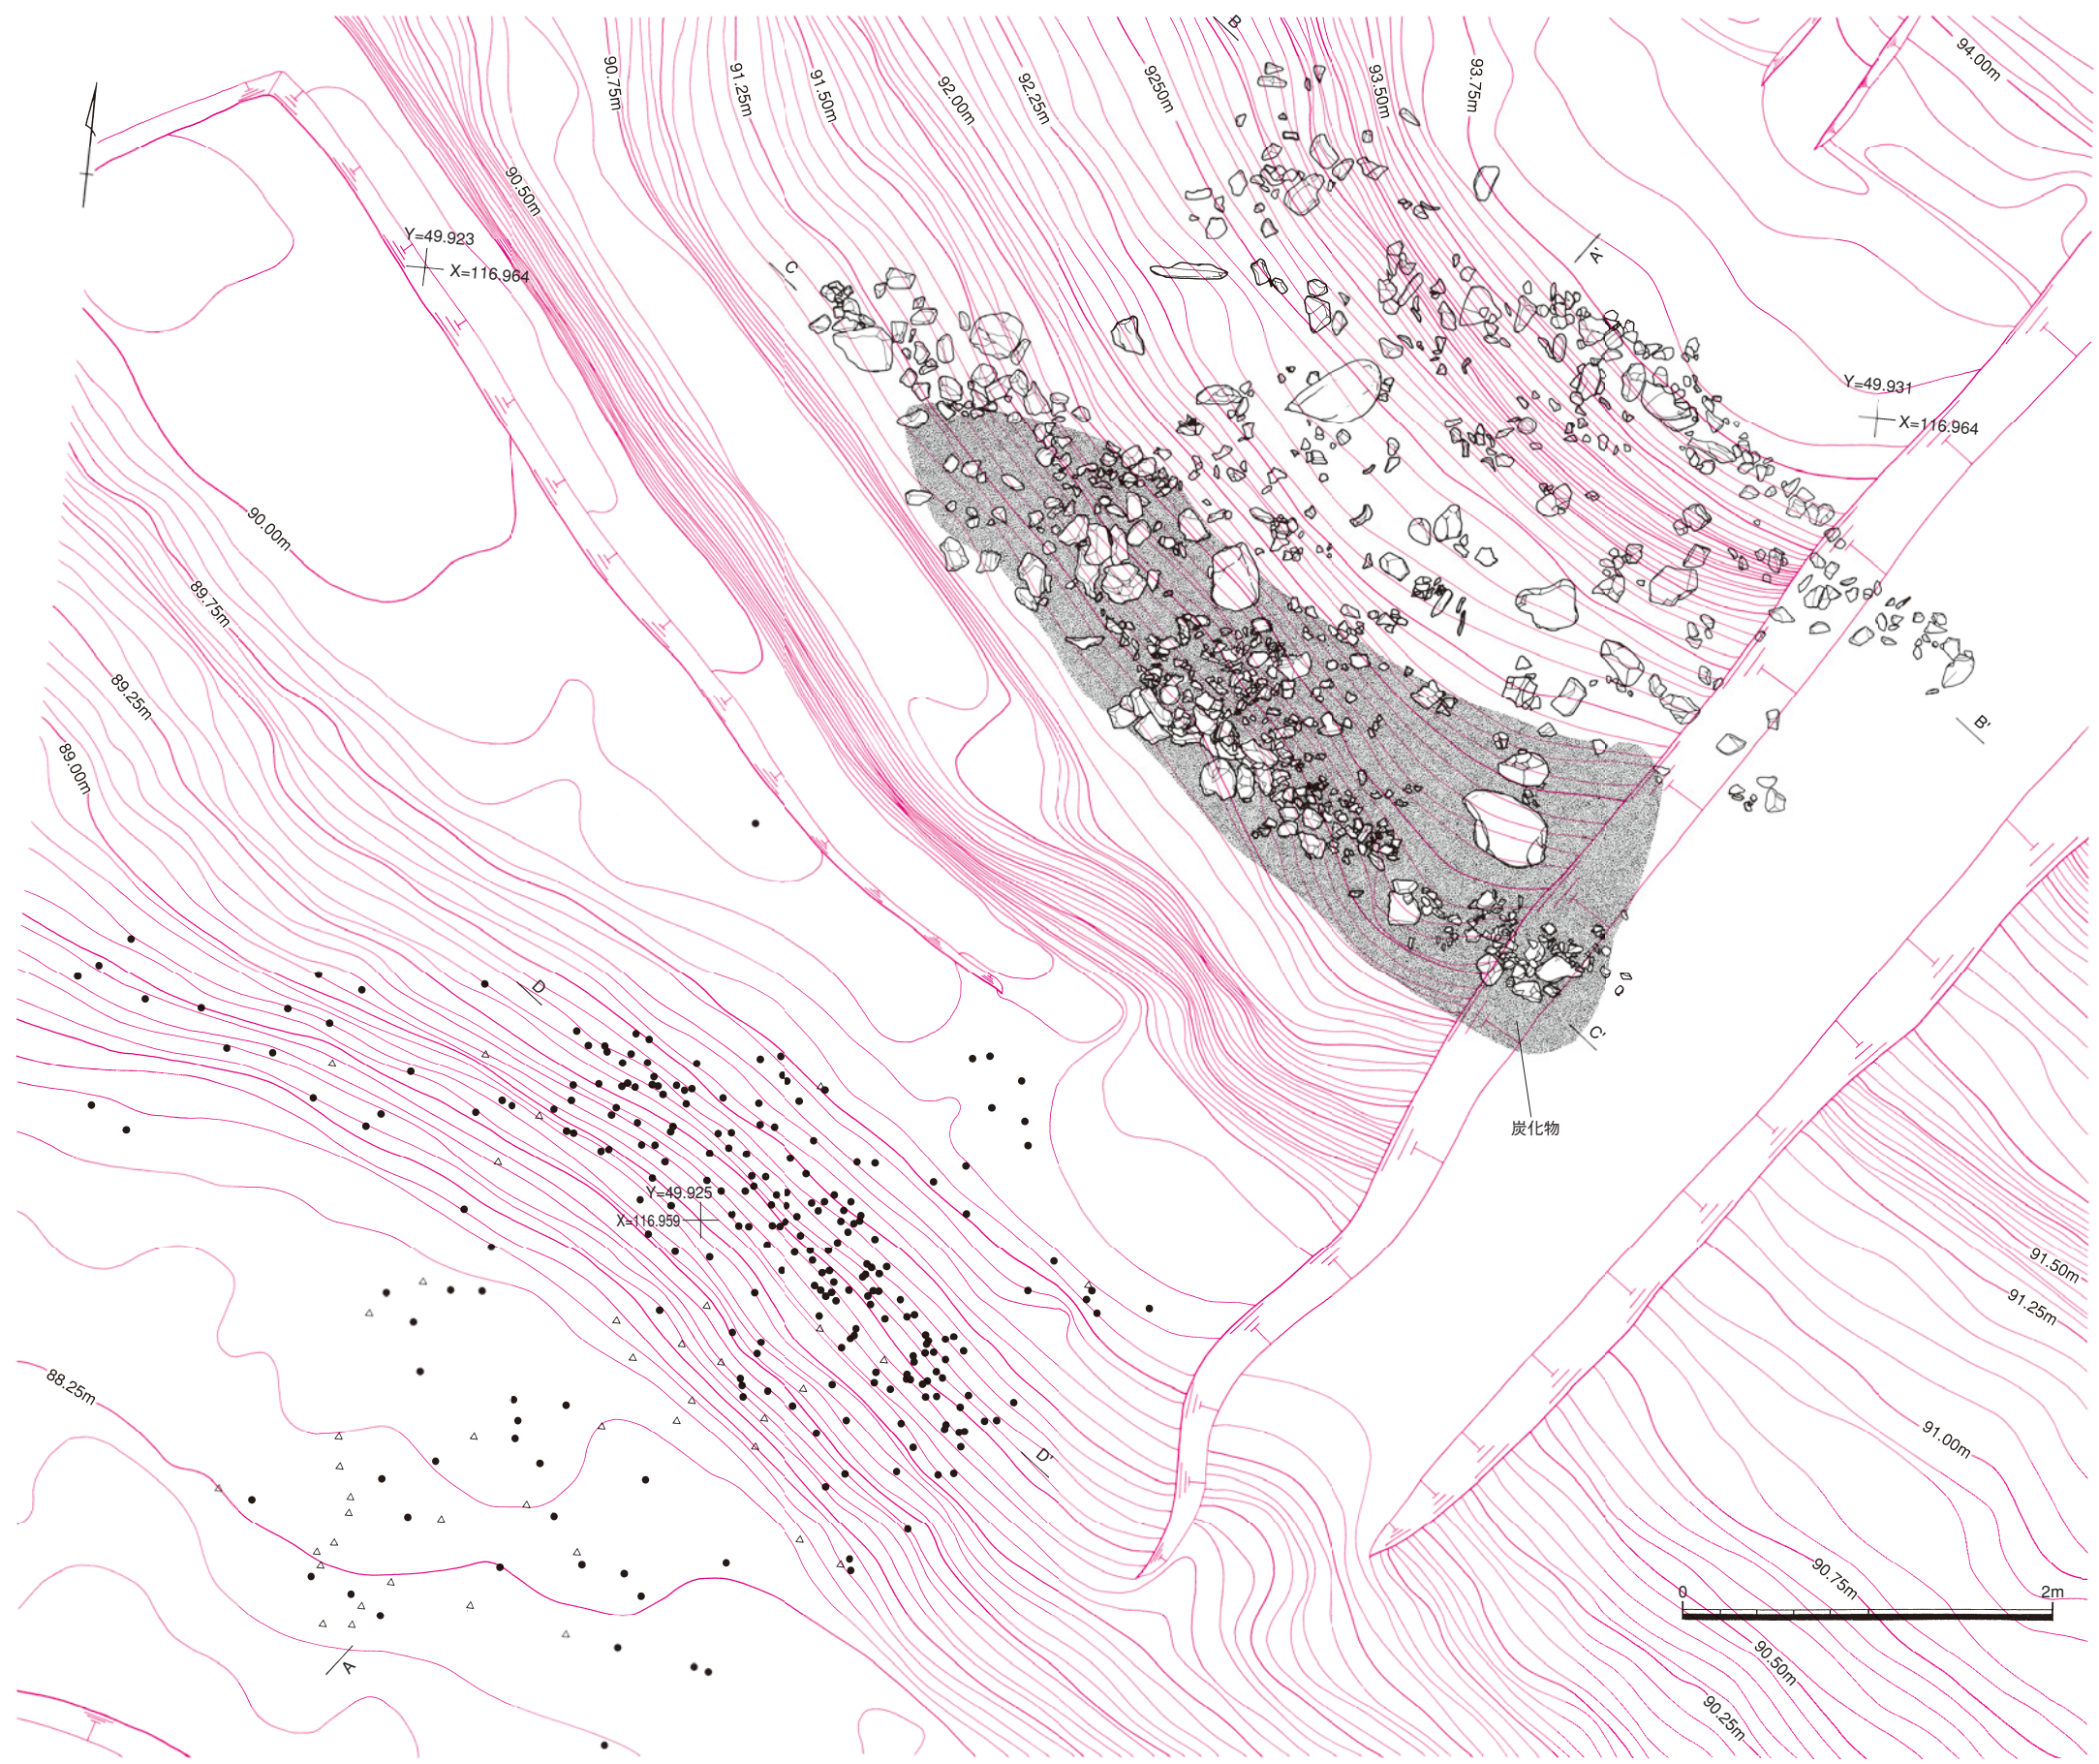 B
94.00m
90.75m
91.25m
91.50m
92.00m
92.25m
9250m
93.50m
93.75m
90.50m
Y=49.923
X=116.964
C
A'
Y=49.931
X=116.964
90.00m
89.75m
89.25m
89.00m
B'
D
C'
炭化物
Y=49.925
X=116.959
91.50m
91.25m
88.25m
D'
91.00m
90.75m
0
2m
A
90.50m
90.25m